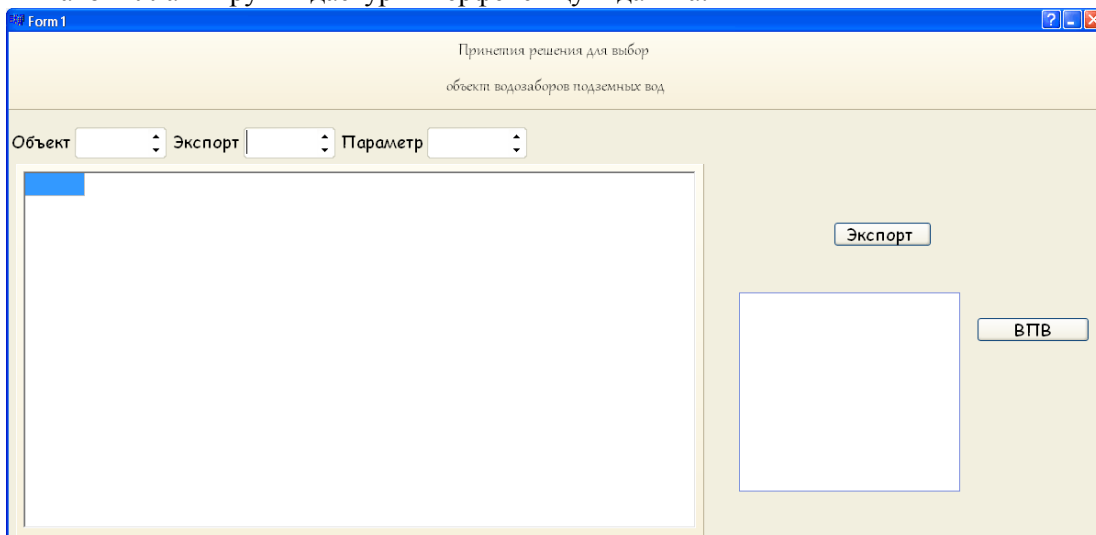 Form1
Принетия решения для выбор
объект водозаборов подземных вод
Объект Экспорт Параметр
Экспорт
ВПВ